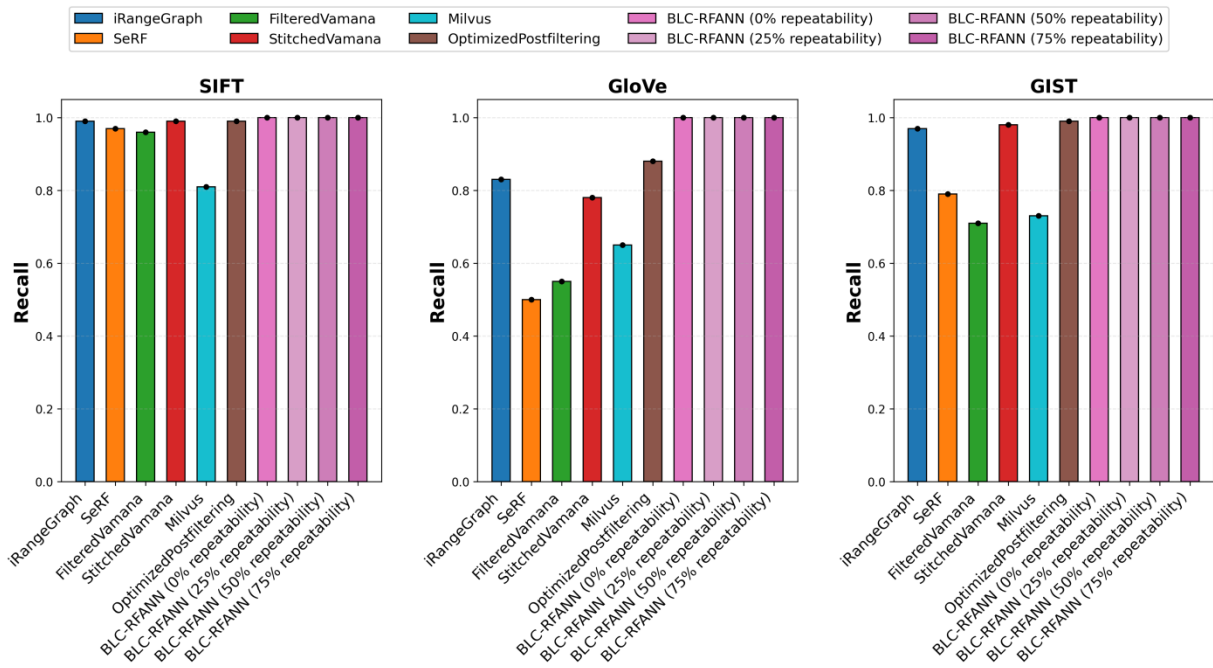 iRangeGraph FilteredVamana Milvus BLC-RFANN (0% repeatability) BLC-RFANN (50% repeatability)
SeRF StitchedVamana OptimizedPostfiltering BLC-RFANN (25% repeatability) BLC-RFANN (75% repeatability)
SIFT
Recall
1.0
0.8
0.6
0.4
0.2
0.0
iRangeGraph
SeRF
FilteredVamana
StitchedVamana
Milvus
OptimizedPostfiltering
BLC-RFANN (0% repeatability)
BLC-RFANN (25% repeatability)
BLC-RFANN (50% repeatability)
BLC-RFANN (75% repeatability)
GloVe
Recall
1.0
0.8
0.6
0.4
0.2
0.0
iRangeGraph
SeRF
FilteredVamana
StitchedVamana
Milvus
OptimizedPostfiltering
BLC-RFANN (0% repeatability)
BLC-RFANN (25% repeatability)
BLC-RFANN (50% repeatability)
BLC-RFANN (75% repeatability)
GIST
Recall
1.0
0.8
0.6
0.4
0.2
0.0
iRangeGraph
SeRF
FilteredVamana
StitchedVamana
Milvus
OptimizedPostfiltering
BLC-RFANN (0% repeatability)
BLC-RFANN (25% repeatability)
BLC-RFANN (50% repeatability)
BLC-RFANN (75% repeatability)